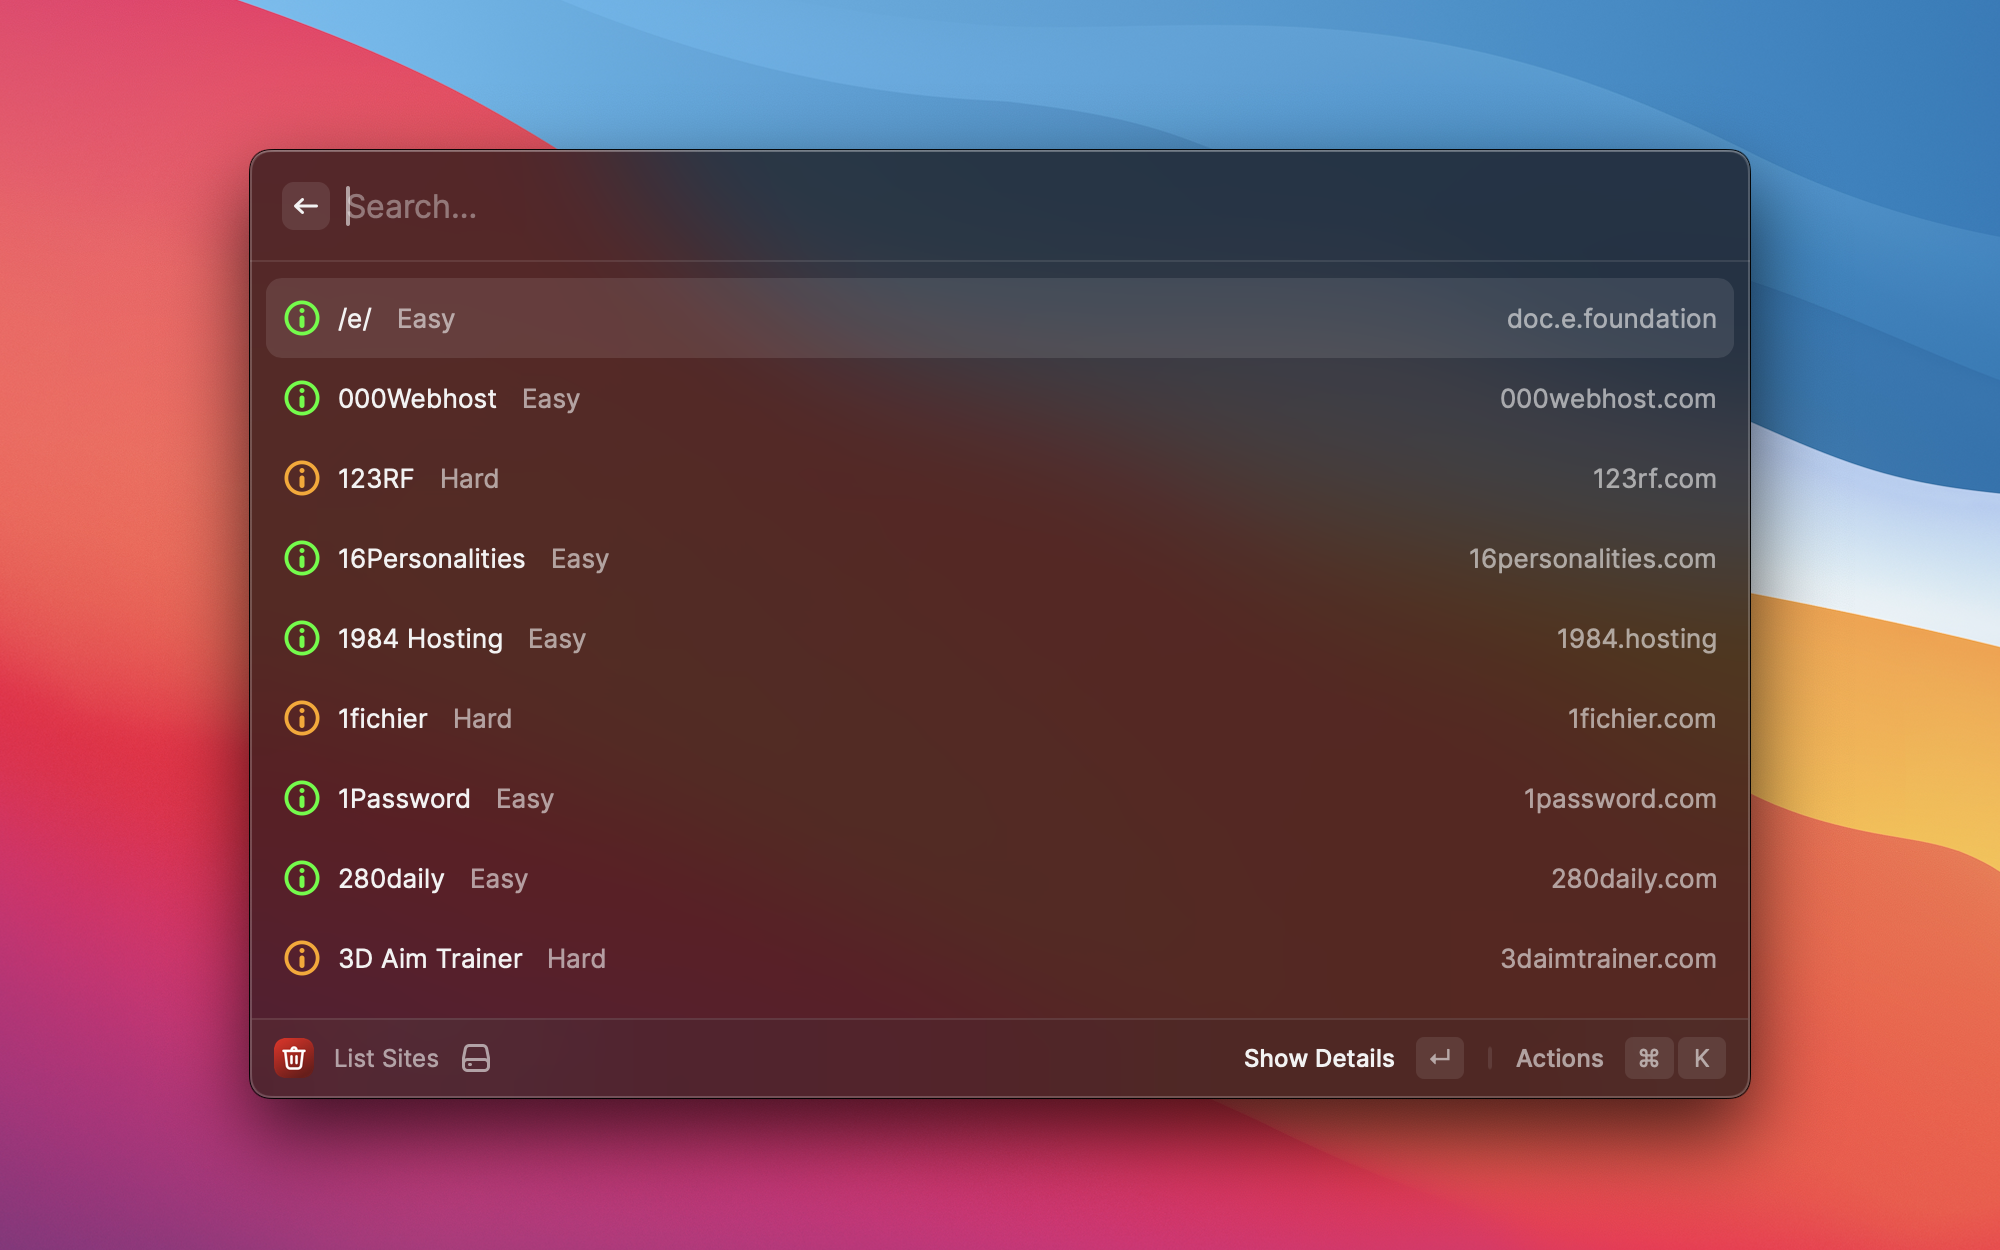 Search...
/e/ Easy doc.e.foundation
000Webhost Easy 000webhost.com
123RF Hard 123rf.com
16Personalities Easy 16personalities.com
1984 Hosting Easy 1984.hosting
1fichier Hard 1fichier.com
1Password Easy 1password.com
280daily Easy 280daily.com
3D Aim Trainer Hard 3daimtrainer.com
List Sites Show Details ↵ Actions ⌘ K